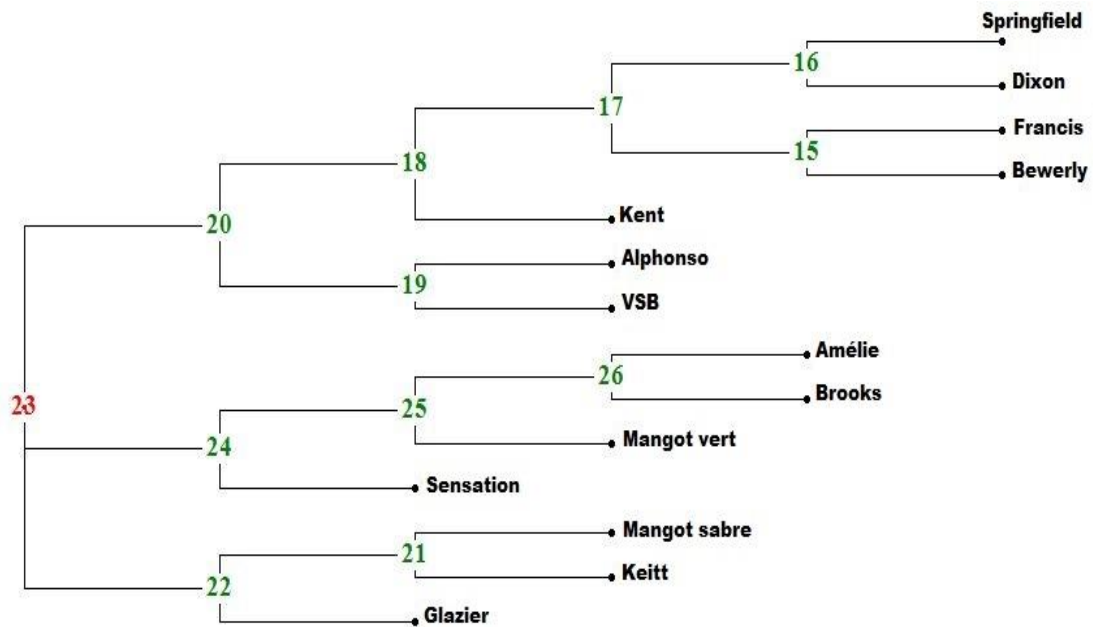 Springfield
16
Dixon
17
Francis
15
Bewerly
18
Kent
20
Alphonso
19
VSB
Amélie
26
Brooks
23
25
24
Mangot vert
Sensation
Mangot sabre
21
Keitt
22
Glazier